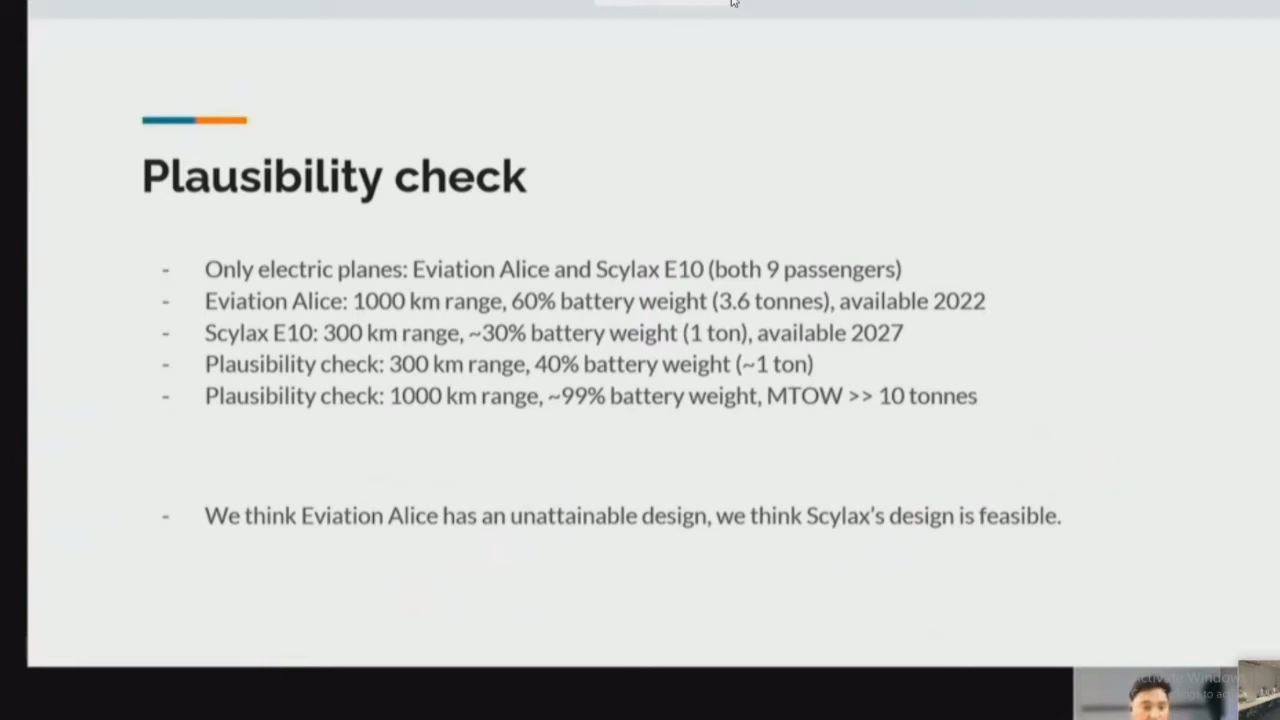 Plausibility check
- Only electric planes: Eviation Alice and Scylax E10 (both 9 passengers)
- Eviation Alice: 1000 km range, 60% battery weight (3.6 tonnes), available 2022
- Scylax E10: 300 km range, ~30% battery weight (1 ton), available 2027
- Plausibility check: 300 km range, 40% battery weight (~1 ton)
- Plausibility check: 1000 km range, ~99% battery weight, MTOW >> 10 tonnes
- We think Eviation Alice has an unattainable design, we think Scylax’s design is feasible.